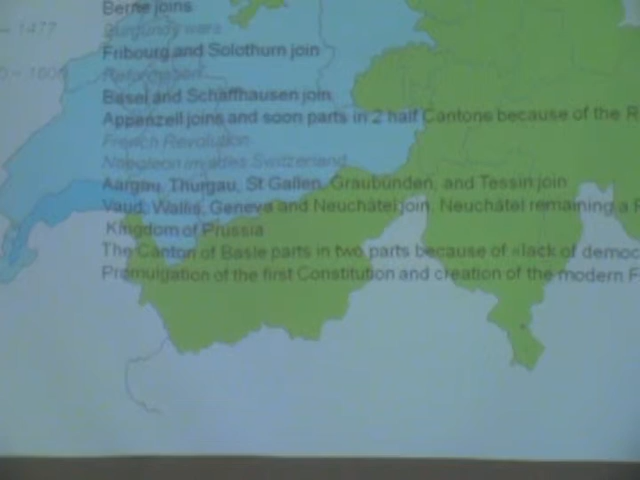 Berne joins
– 1477 Burgundy wars
Fribourg and Solothurn join
Reformation
Basel and Schaffhausen join
Appenzell joins and soon parts in 2 half Cantons because of the R
French Revolution
Napoleon invades Switzerland
Aargau, Thurgau, St Gallen, Graubünden, and Tessin join
Vaud, Wallis, Geneva and Neuchâtel join, Neuchâtel remaining a P
Kingdom of Prussia
The Canton of Basle parts in two parts because of «lack of democ
Promulgation of the first Constitution and creation of the modern F